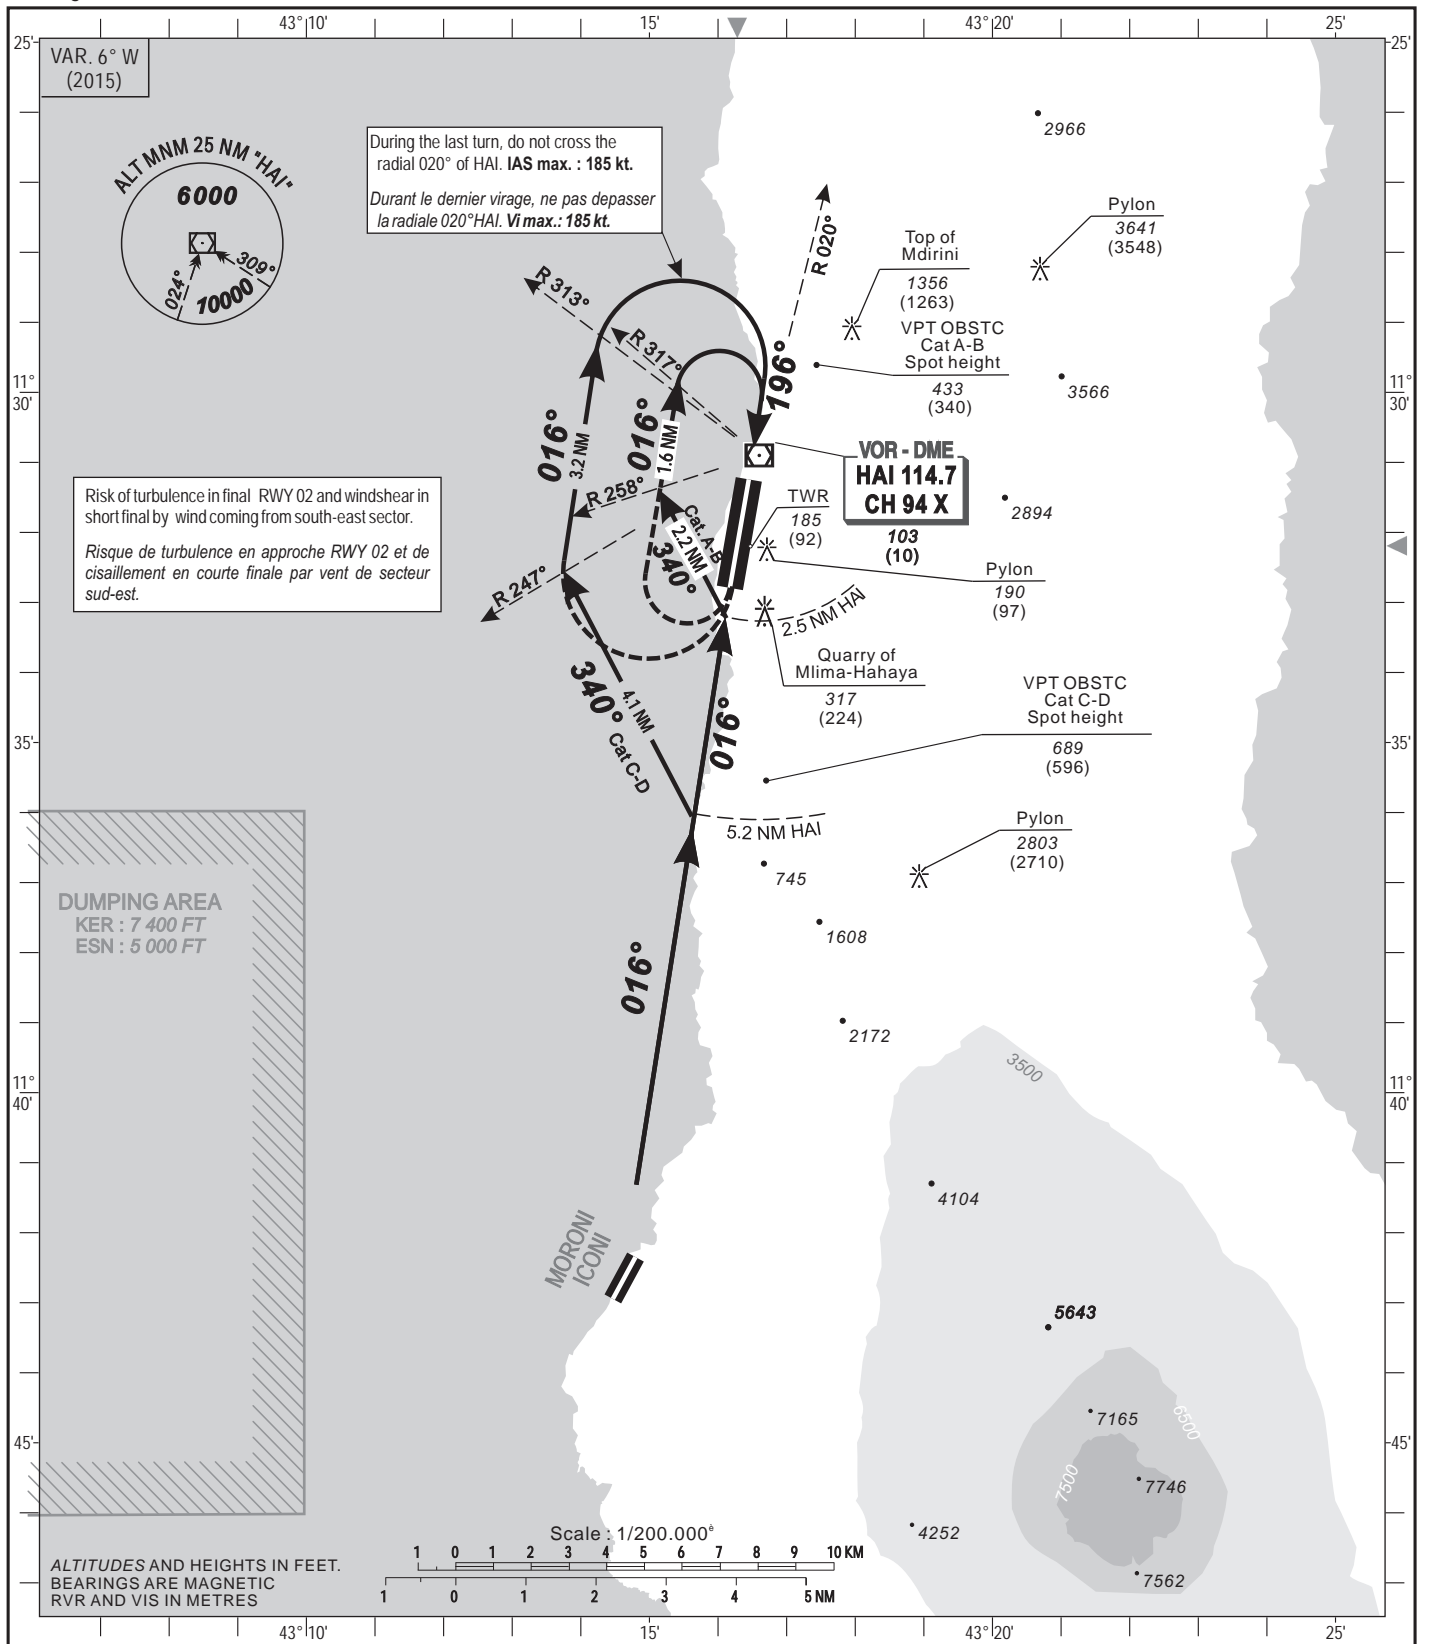 43°10'
15'
43°20'
25'
25'
25'
VAR. 6° W
(2015)
ALT MNM 25 NM "HAI"
6000
024°
309°
10000
During the last turn, do not cross the
radial 020° of HAI. IAS max. : 185 kt.
Durant le dernier virage, ne pas depasser
la radiale 020°HAI. Vi max.: 185 kt.
2966
Pylon
3641
(3548)
Top of
Mdirini
1356
(1263)
R 020°
R 313°
R 317°
VPT OBSTC
Cat A-B
Spot height
433
(340)
3566
196°
11°
30'
11°
30'
016°
3.2 NM
016°
1.6 NM
VOR - DME
HAI 114.7
CH 94 X
103
(10)
R 258°
R 247°
Cat. A-B
2.2 NM
340°
TWR
185
(92)
2894
Pylon
190
(97)
Risk of turbulence in final RWY 02 and windshear in
short final by wind coming from south-east sector.
Risque de turbulence en approche RWY 02 et de
cisaillement en courte finale par vent de secteur
sud-est.
2.5 NM HAI
Quarry of
Mlima-Hahaya
317
(224)
VPT OBSTC
Cat C-D
Spot height
689
(596)
340°
4.1 NM
Cat C-D
016°
35'
35'
5.2 NM HAI
Pylon
2803
(2710)
745
DUMPING AREA
KER : 7 400 FT
ESN : 5 000 FT
1608
016°
2172
3500
11°
40'
11°
40'
4104
MORONI
ICONI
5643
7165
6500
45'
45'
7500
7746
4252
7562
Scale : 1/200.000è
1 0 1 2 3 4 5 6 7 8 9 10 KM
1 0 1 2 3 4 5 NM
ALTITUDES AND HEIGHTS IN FEET.
BEARINGS ARE MAGNETIC
RVR AND VIS IN METRES
43°10'
15'
43°20'
25'